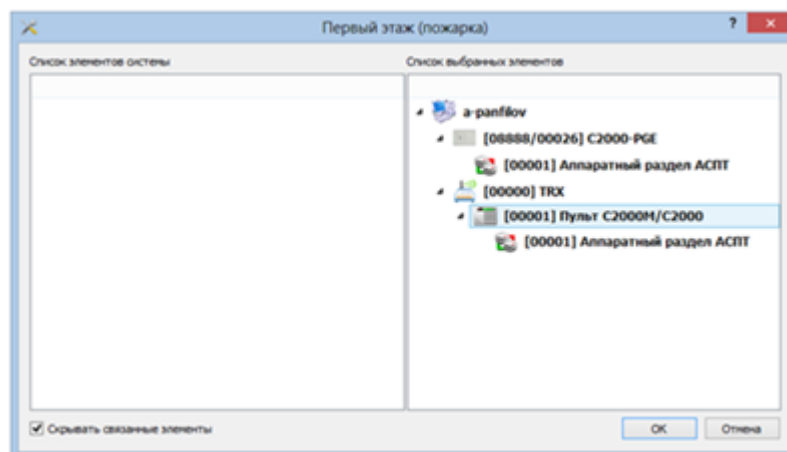 Первый этаж (пожарка)
?
Список элементов системы
Список выбранных элементов
a-panfilov
[08888/00026] С2000-PGE
[00001] Аппаратный раздел АСПТ
[00000] TRX
[00001] Пульт С2000М/С2000
[00001] Аппаратный раздел АСПТ
Скрывать связанные элементы
ОК
Отмена